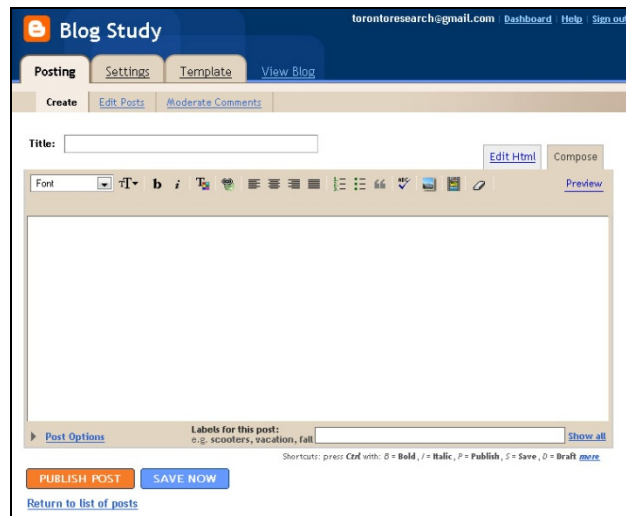 torontoresearch@gmail.com | Dashboard | Help | Sign out
Blog Study
Posting Settings Template View Blog
Create Edit Posts Moderate Comments
Title:
Edit Html Compose
Font b i Preview
Post Options
Labels for this post:
e.g. scooters, vacation, fall
Show all
Shortcuts: press Ctrl with: B = Bold, I = Italic, P = Publish, S = Save, D = Draft more
PUBLISH POST SAVE NOW
Return to list of posts